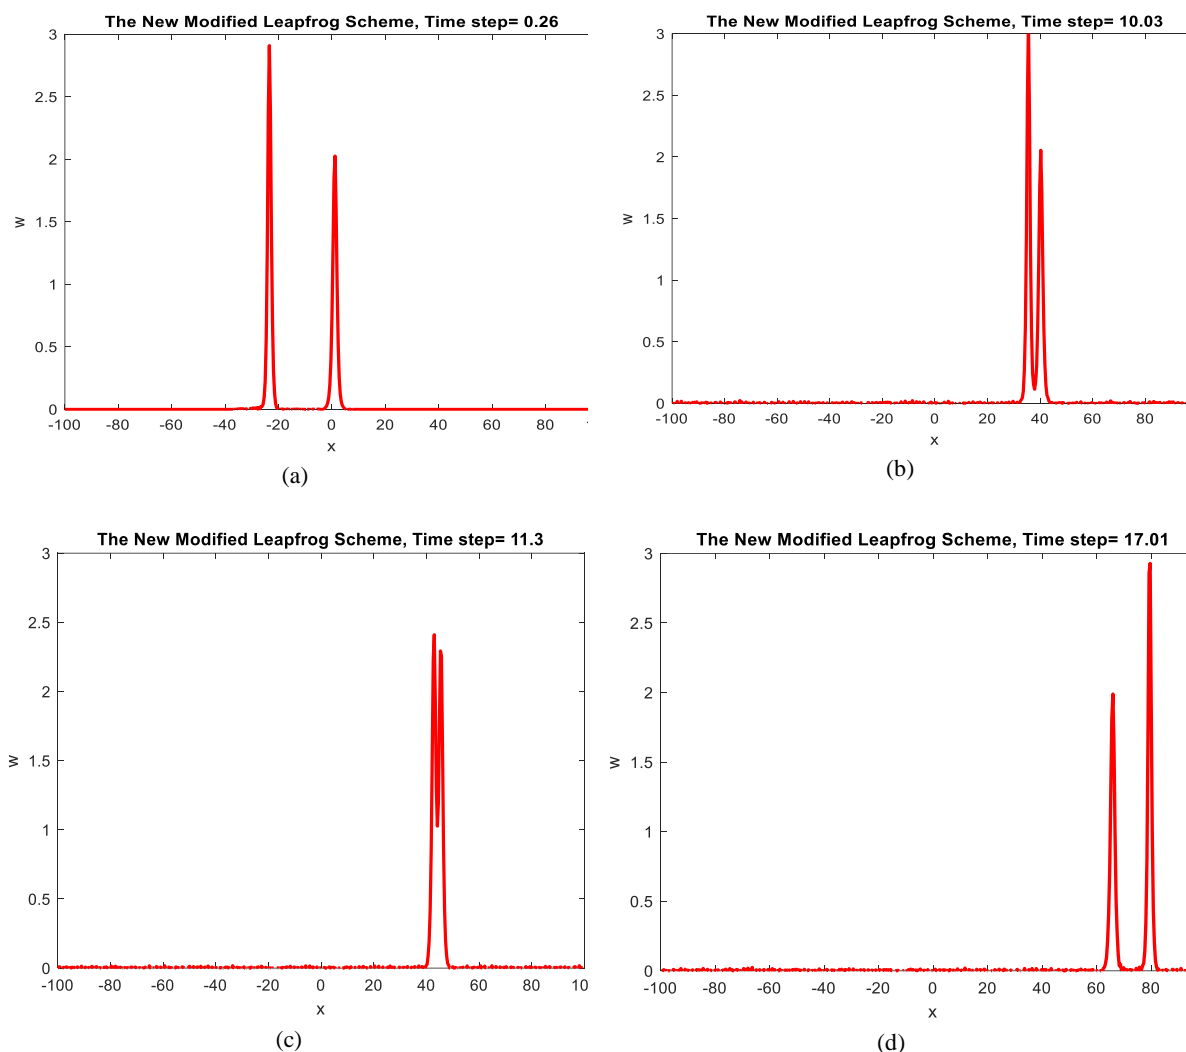 The New Modified Leapfrog Scheme, Time step= 0.26
3
2.5
2
1.5
1
0.5
0
w
-100 -80 -60 -40 -20 0 20 40 60 80
x
(a)
The New Modified Leapfrog Scheme, Time step= 10.03
3
2.5
2
1.5
1
0.5
0
w
-100 -80 -60 -40 -20 0 20 40 60 80
x
(b)
The New Modified Leapfrog Scheme, Time step= 11.3
3
2.5
2
1.5
1
0.5
0
w
-100 -80 -60 -40 -20 0 20 40 60 80 10
x
(c)
The New Modified Leapfrog Scheme, Time step= 17.01
3
2.5
2
1.5
1
0.5
0
w
-100 -80 -60 -40 -20 0 20 40 60 80
x
(d)